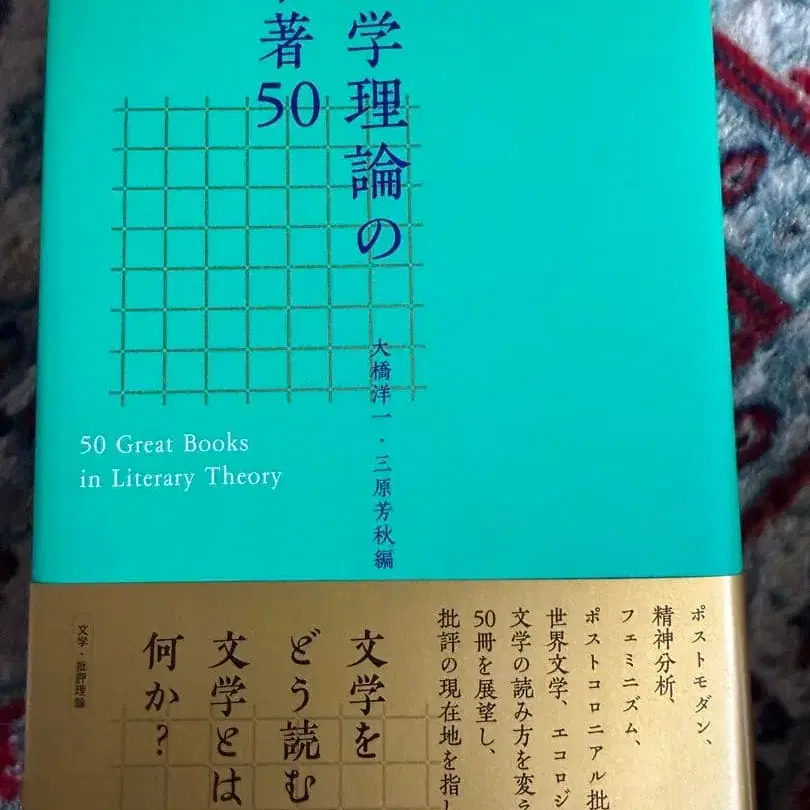 学理論の
著50
大橋洋一・三原芳秋編
50 Great Books
in Literary Theory
ポストモダン、
精神分析、
フェミニズム、
ポストコロニアル批
世界文学、エコロジ
文学の読み方を変え
50冊を展望し、
批評の現在地を指し
文学を
どう読む
文学とは
何か?
文学・批評理論